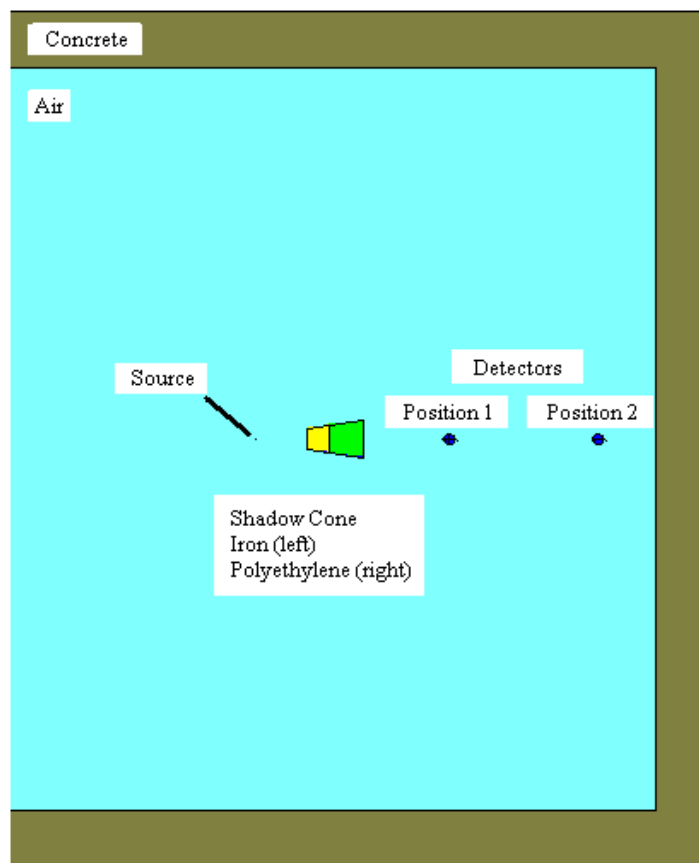 Concrete
Air
Detectors
Source
Position 1
Position 2
Shadow Cone
Iron (left)
Polyethylene (right)